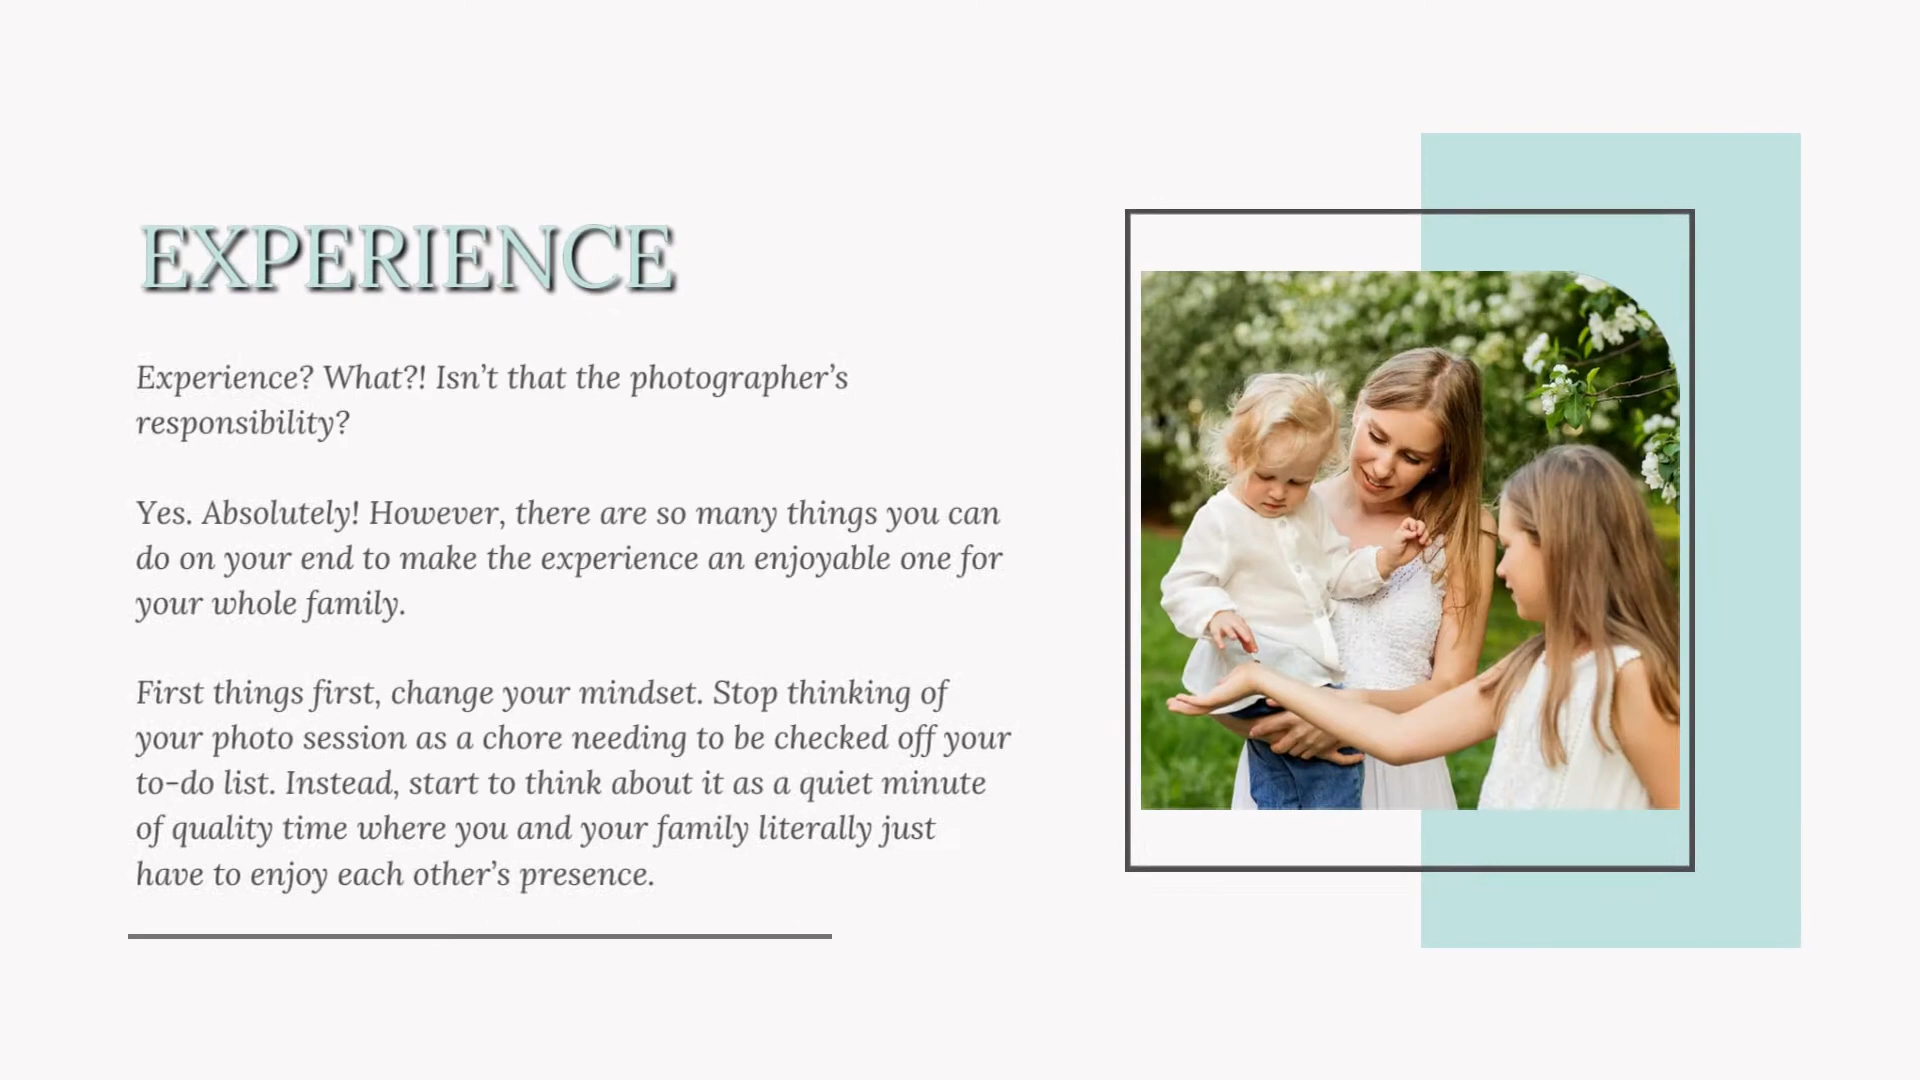 EXPERIENCE
Experience? What?! Isn’t that the photographer’s
responsibility?
Yes. Absolutely! However, there are so many things you can
do on your end to make the experience an enjoyable one for
your whole family.
First things first, change your mindset. Stop thinking of
your photo session as a chore needing to be checked off your
to-do list. Instead, start to think about it as a quiet minute
of quality time where you and your family literally just
have to enjoy each other’s presence.